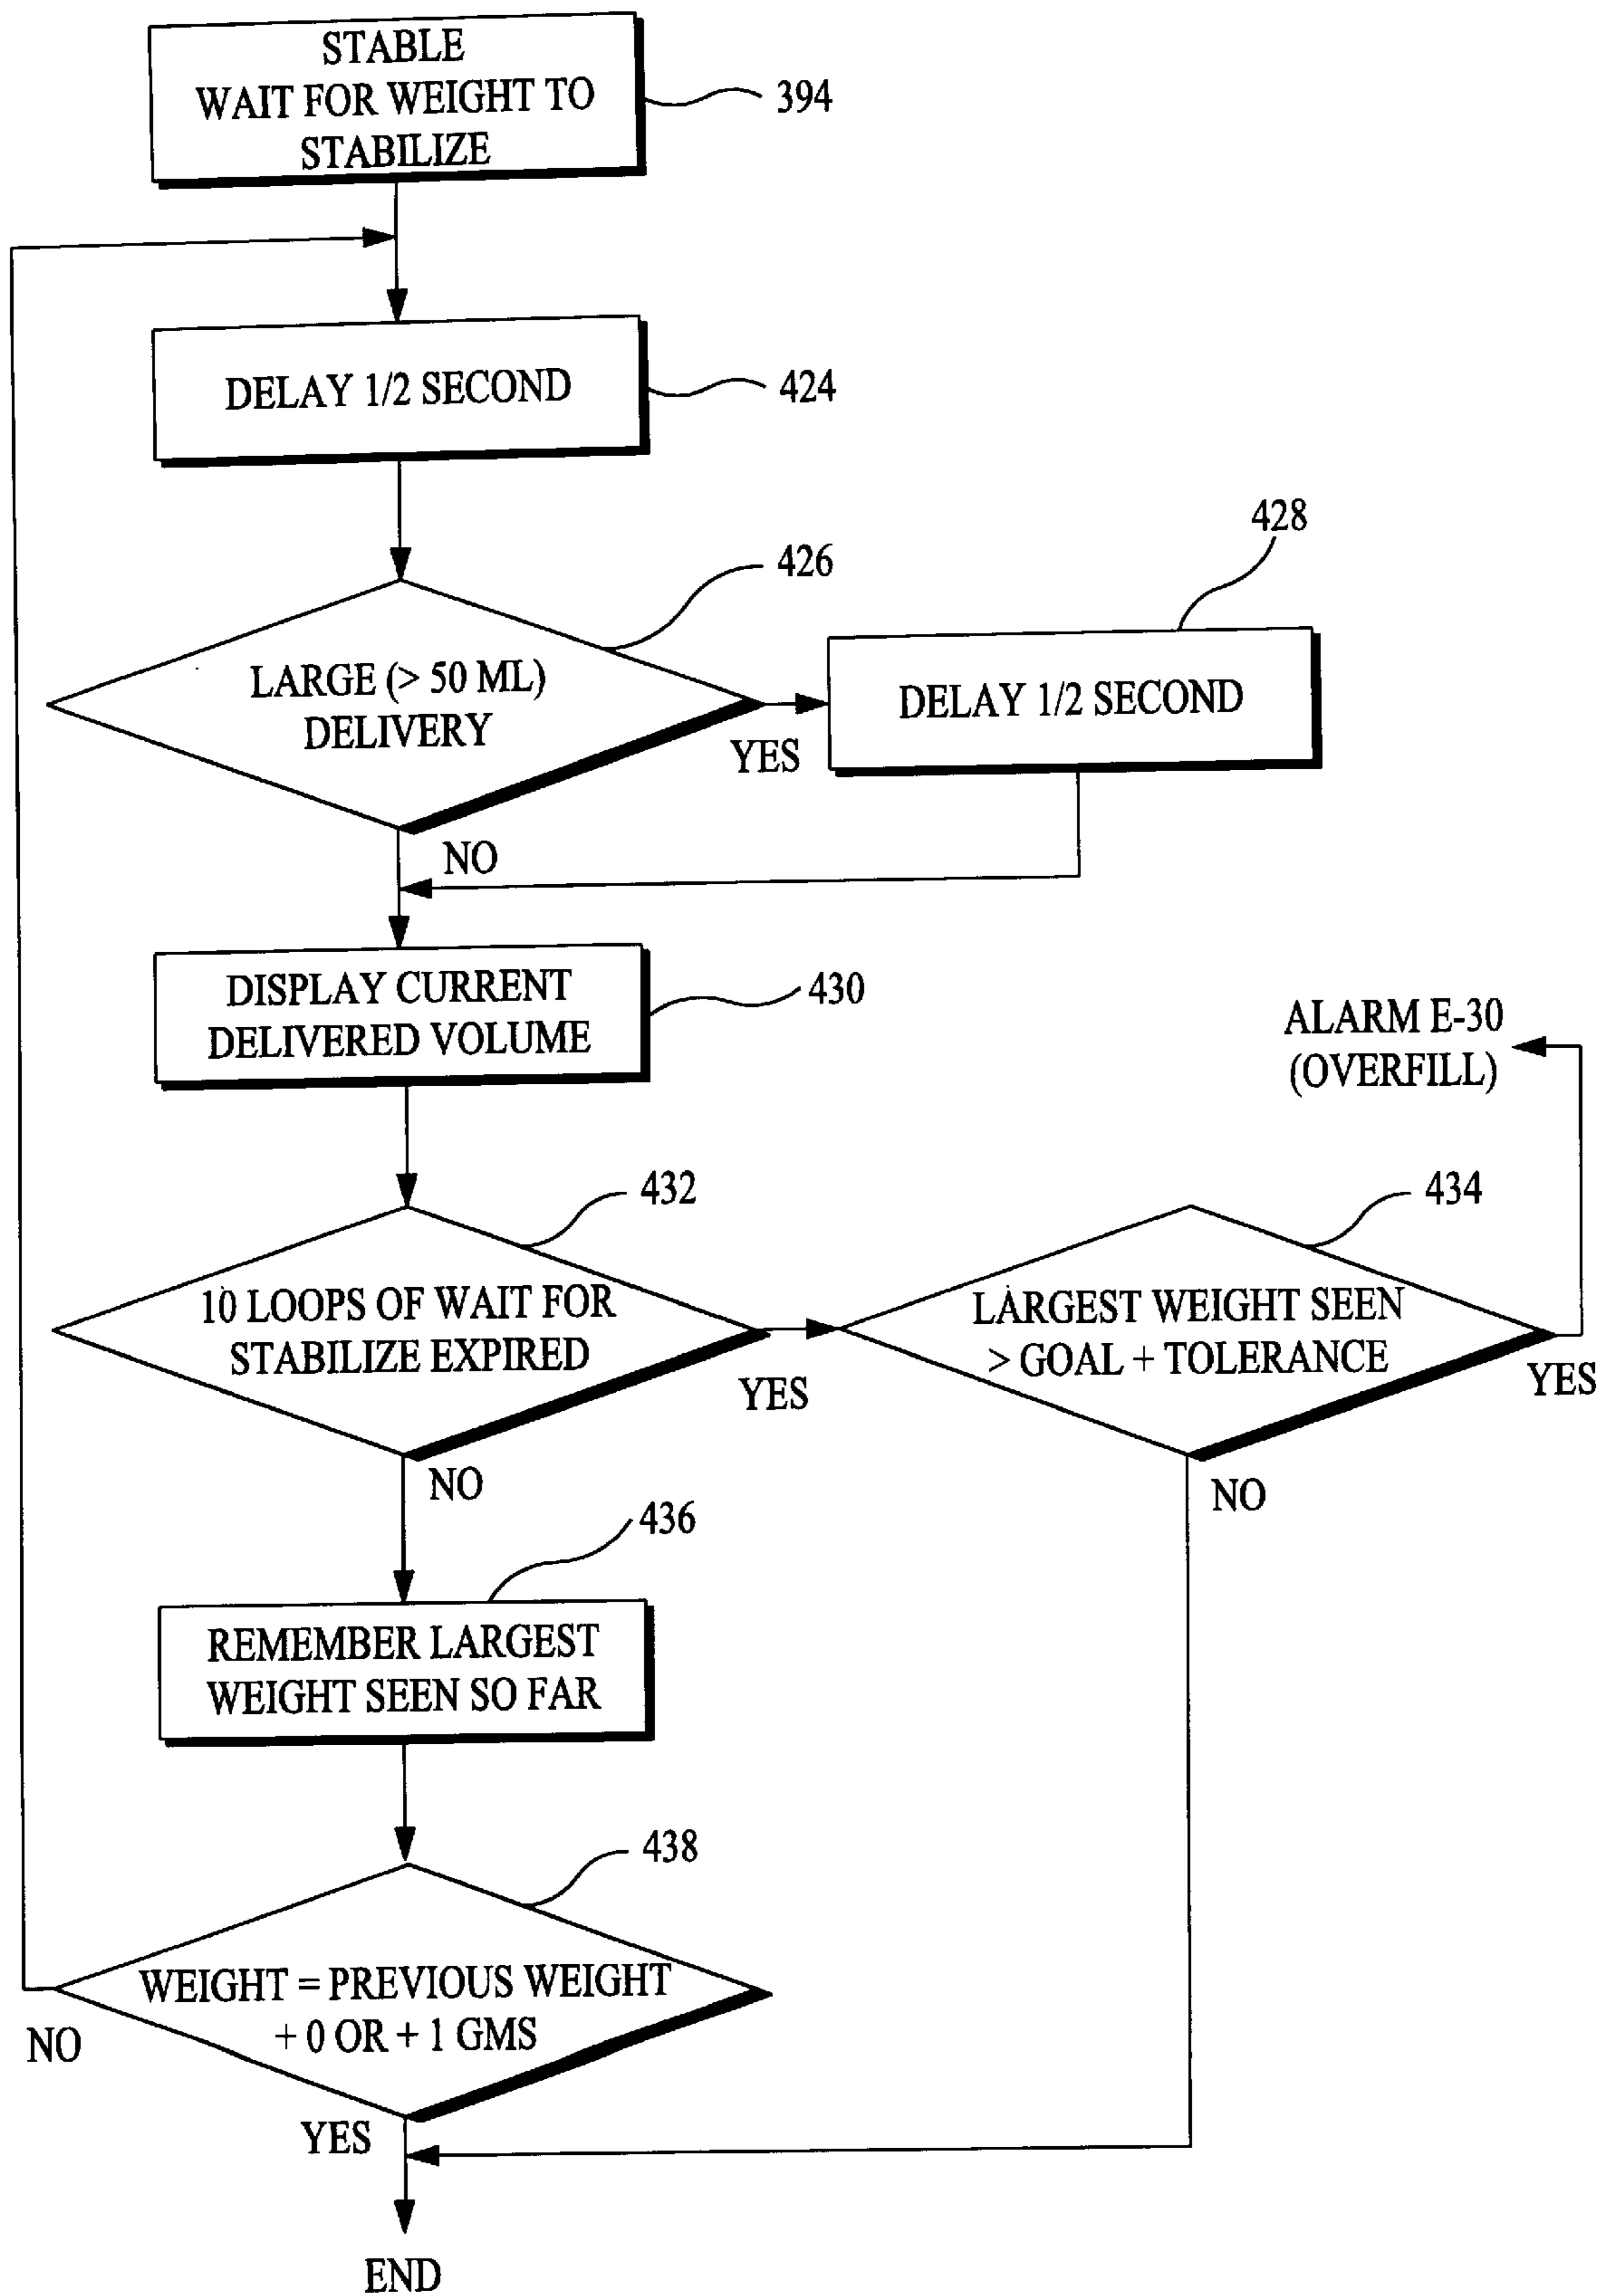 STABLE
WAIT FOR WEIGHT TO
STABILIZE
394
DELAY 1/2 SECOND
424
LARGE (> 50 ML)
DELIVERY
426
YES
NO
428
DELAY 1/2 SECOND
DISPLAY CURRENT
DELIVERED VOLUME
430
10 LOOPS OF WAIT FOR
STABILIZE EXPIRED
432
YES
NO
LARGEST WEIGHT SEEN
> GOAL + TOLERANCE
434
YES
NO
ALARM E-30
(OVERFILL)
REMEMBER LARGEST
WEIGHT SEEN SO FAR
436
WEIGHT = PREVIOUS WEIGHT
+ 0 OR + 1 GMS
438
NO
YES
END